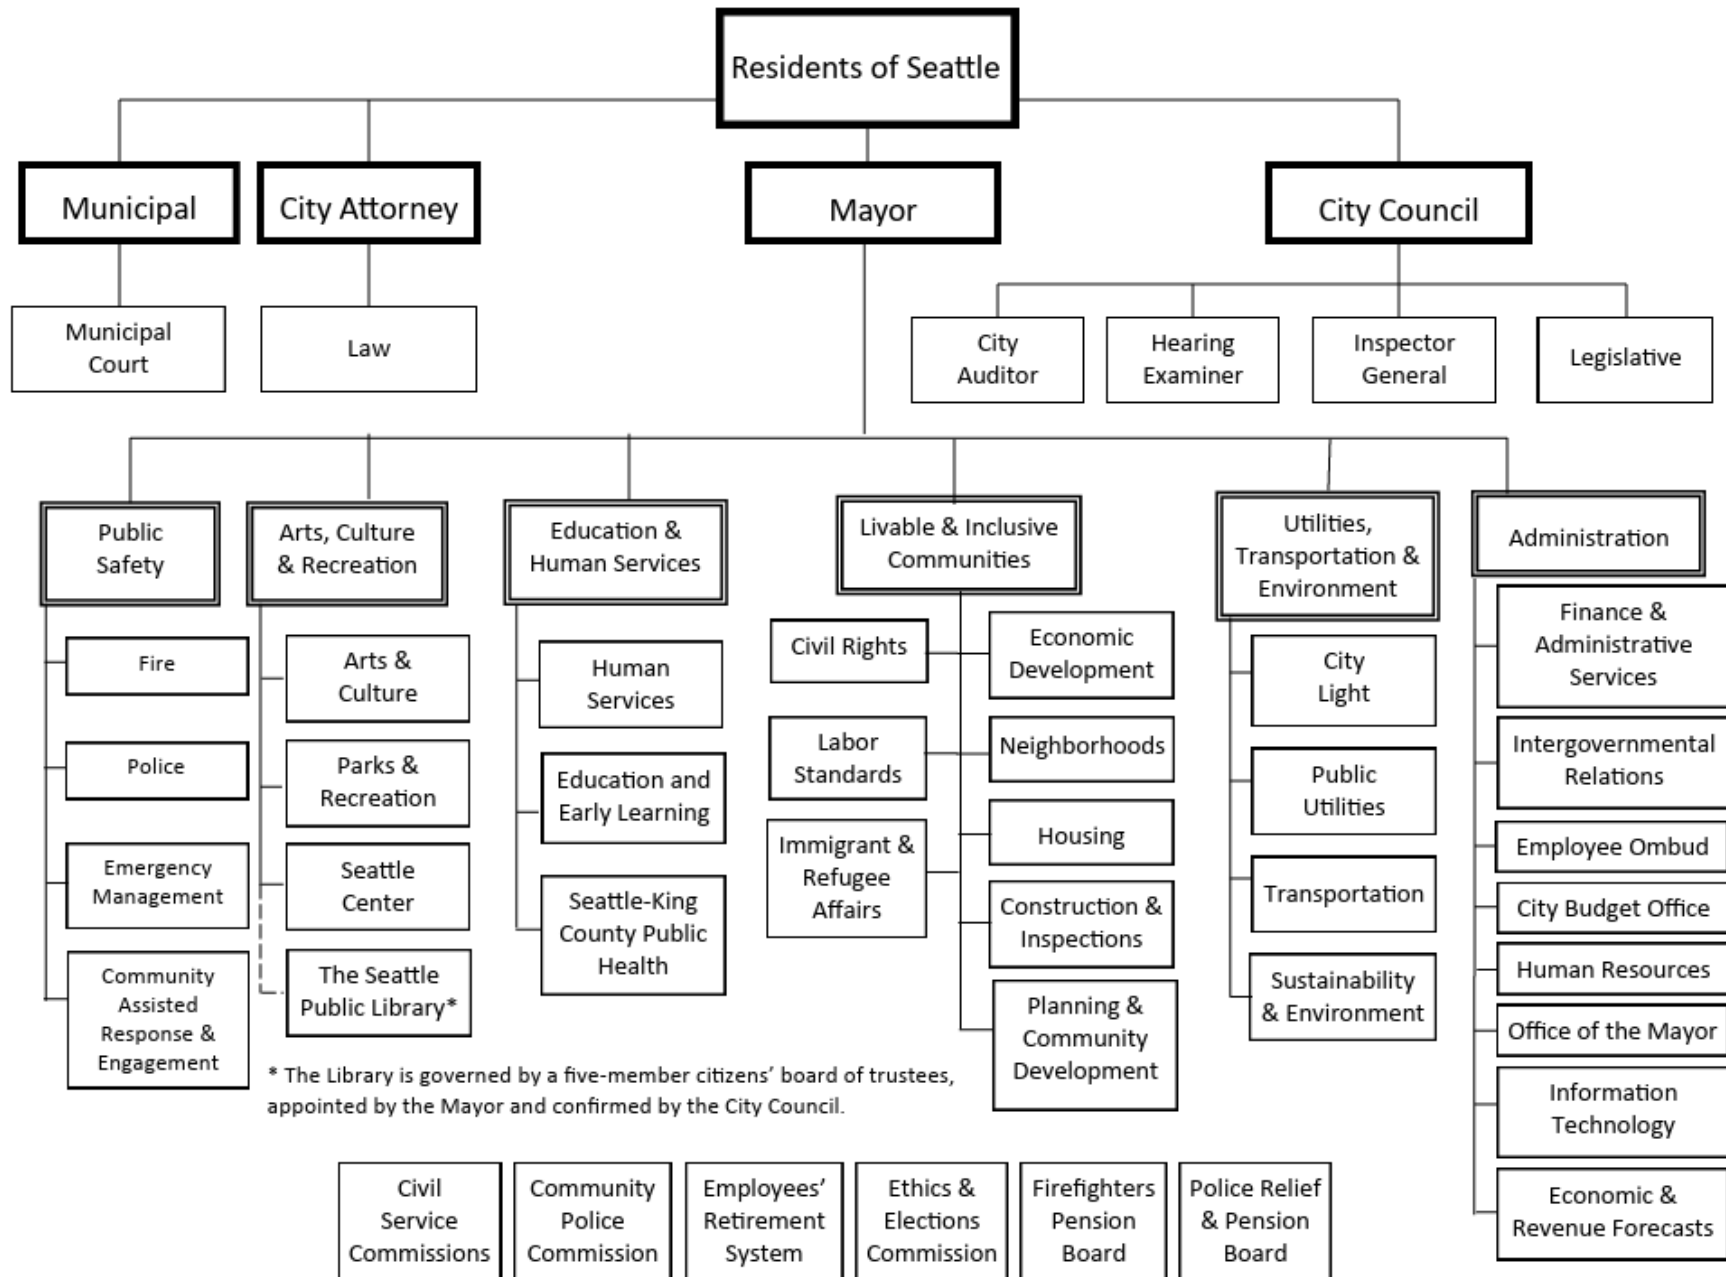 Residents of Seattle
Municipal
City Attorney
Mayor
City Council
Municipal
Court
Law
City
Auditor
Hearing
Examiner
Inspector
General
Legislative
Public
Safety
Arts, Culture
& Recreation
Education &
Human Services
Livable & Inclusive
Communities
Utilities,
Transportation &
Environment
Administration
Fire
Police
Emergency
Management
Community
Assisted
Response &
Engagement
Arts &
Culture
Parks &
Recreation
Seattle
Center
The Seattle
Public Library*
Human
Services
Education and
Early Learning
Seattle-King
County Public
Health
Civil Rights
Labor
Standards
Immigrant &
Refugee
Affairs
Economic
Development
Neighborhoods
Housing
Construction &
Inspections
Planning &
Community
Development
City
Light
Public
Utilities
Transportation
Sustainability
& Environment
Finance &
Administrative
Services
Intergovernmental
Relations
Employee Ombud
City Budget Office
Human Resources
Office of the Mayor
Information
Technology
Economic &
Revenue Forecasts
* The Library is governed by a five-member citizens’ board of trustees,
appointed by the Mayor and confirmed by the City Council.
Civil
Service
Commissions
Community
Police
Commission
Employees’
Retirement
System
Ethics &
Elections
Commission
Firefighters
Pension
Board
Police Relief
& Pension
Board